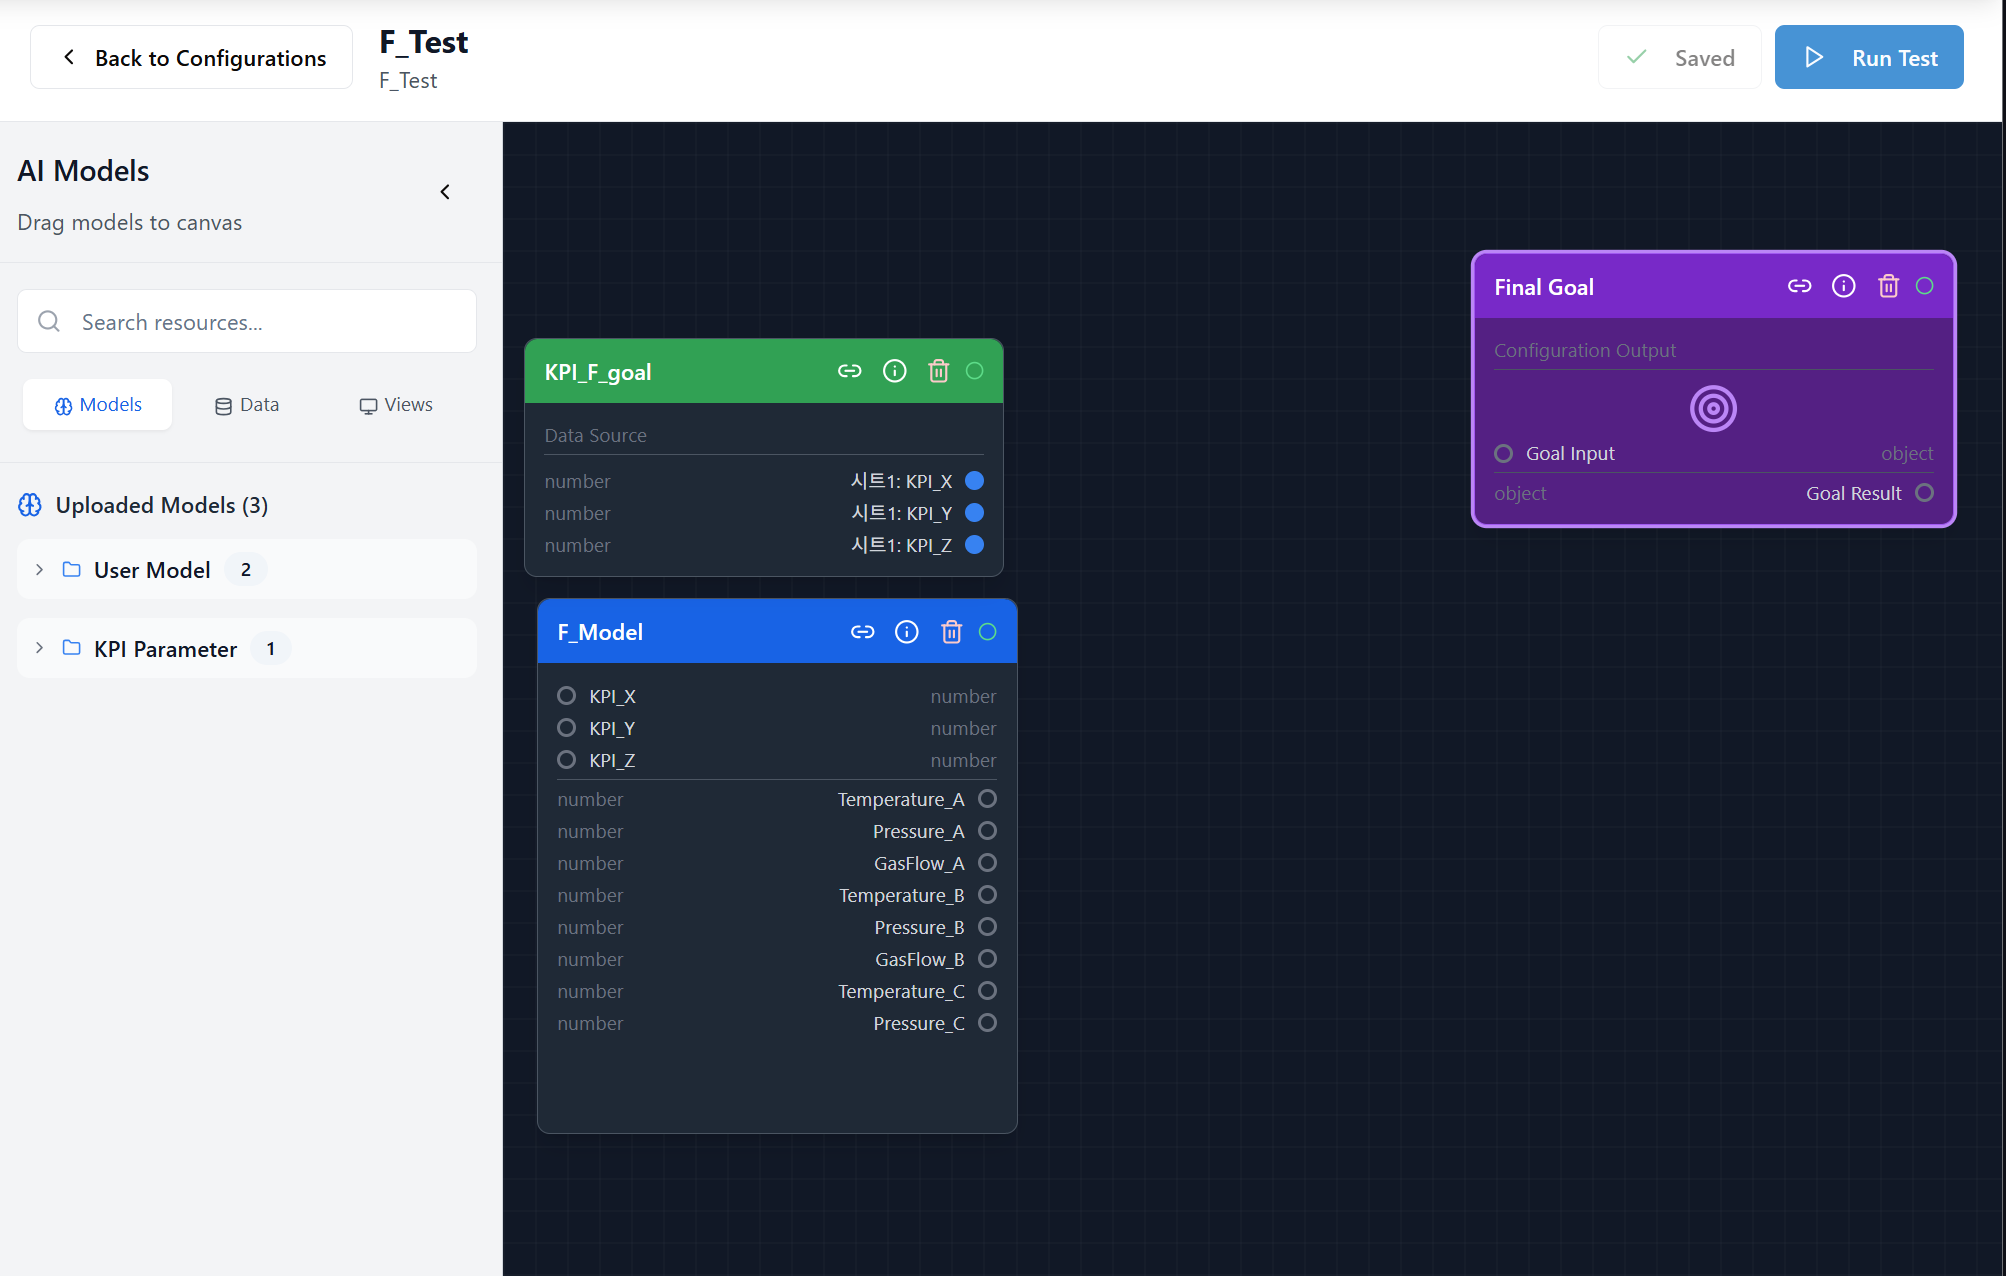 Back to Configurations
F_Test
F_Test
Saved
Run Test
AI Models
Drag models to canvas
Search resources...
Models
Data
Views
Uploaded Models (3)
User Model 2
KPI Parameter 1
KPI_F_goal
Data Source
number 시트1: KPI_X
number 시트1: KPI_Y
number 시트1: KPI_Z
F_Model
KPI_X number
KPI_Y number
KPI_Z number
number Temperature_A
number Pressure_A
number GasFlow_A
number Temperature_B
number Pressure_B
number GasFlow_B
number Temperature_C
number Pressure_C
Final Goal
Configuration Output
Goal Input object
object Goal Result